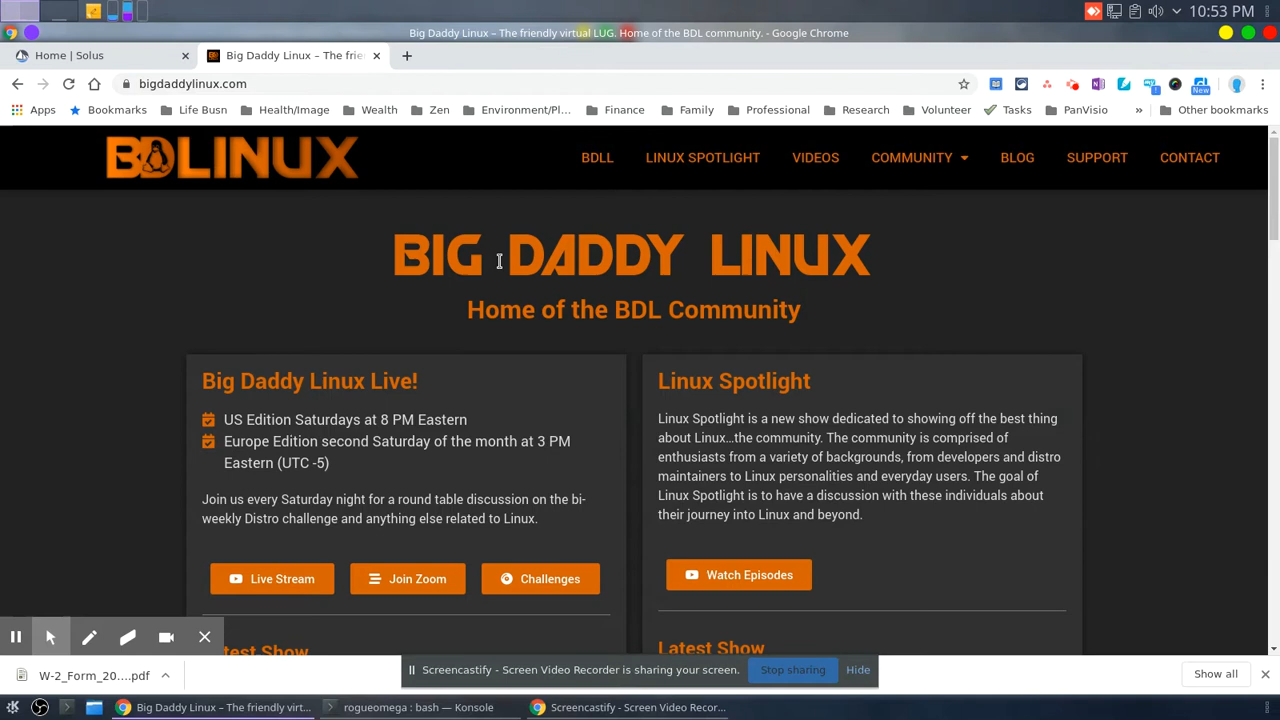 10:53 PM
Big Daddy Linux – The friendly virtual LUG. Home of the BDL community. - Google Chrome
Home | Solus
Big Daddy Linux – The frie
bigdaddylinux.com
New
Apps
Bookmarks
Life Busn
Health/Image
Wealth
Zen
Environment/Pl...
Finance
Family
Professional
Research
Volunteer
Tasks
PanVisio
»
Other bookmarks
BDLINUX
BDLL
LINUX SPOTLIGHT
VIDEOS
COMMUNITY
BLOG
SUPPORT
CONTACT
BIG DADDY LINUX
Home of the BDL Community
Big Daddy Linux Live!
US Edition Saturdays at 8 PM Eastern
Europe Edition second Saturday of the month at 3 PM
Eastern (UTC -5)
Join us every Saturday night for a round table discussion on the bi-
weekly Distro challenge and anything else related to Linux.
Live Stream
Join Zoom
Challenges
Latest Show
Linux Spotlight
Linux Spotlight is a new show dedicated to showing off the best thing
about Linux…the community. The community is comprised of
enthusiasts from a variety of backgrounds, from developers and distro
maintainers to Linux personalities and everyday users. The goal of
Linux Spotlight is to have a discussion with these individuals about
their journey into Linux and beyond.
Watch Episodes
Latest Show
W-2_Form_20....pdf
Screencastify - Screen Video Recorder is sharing your screen.
Stop sharing
Hide
Show all
Big Daddy Linux – The friendly virt...
rogueomega : bash — Konsole
Screencastify - Screen Video Recor...